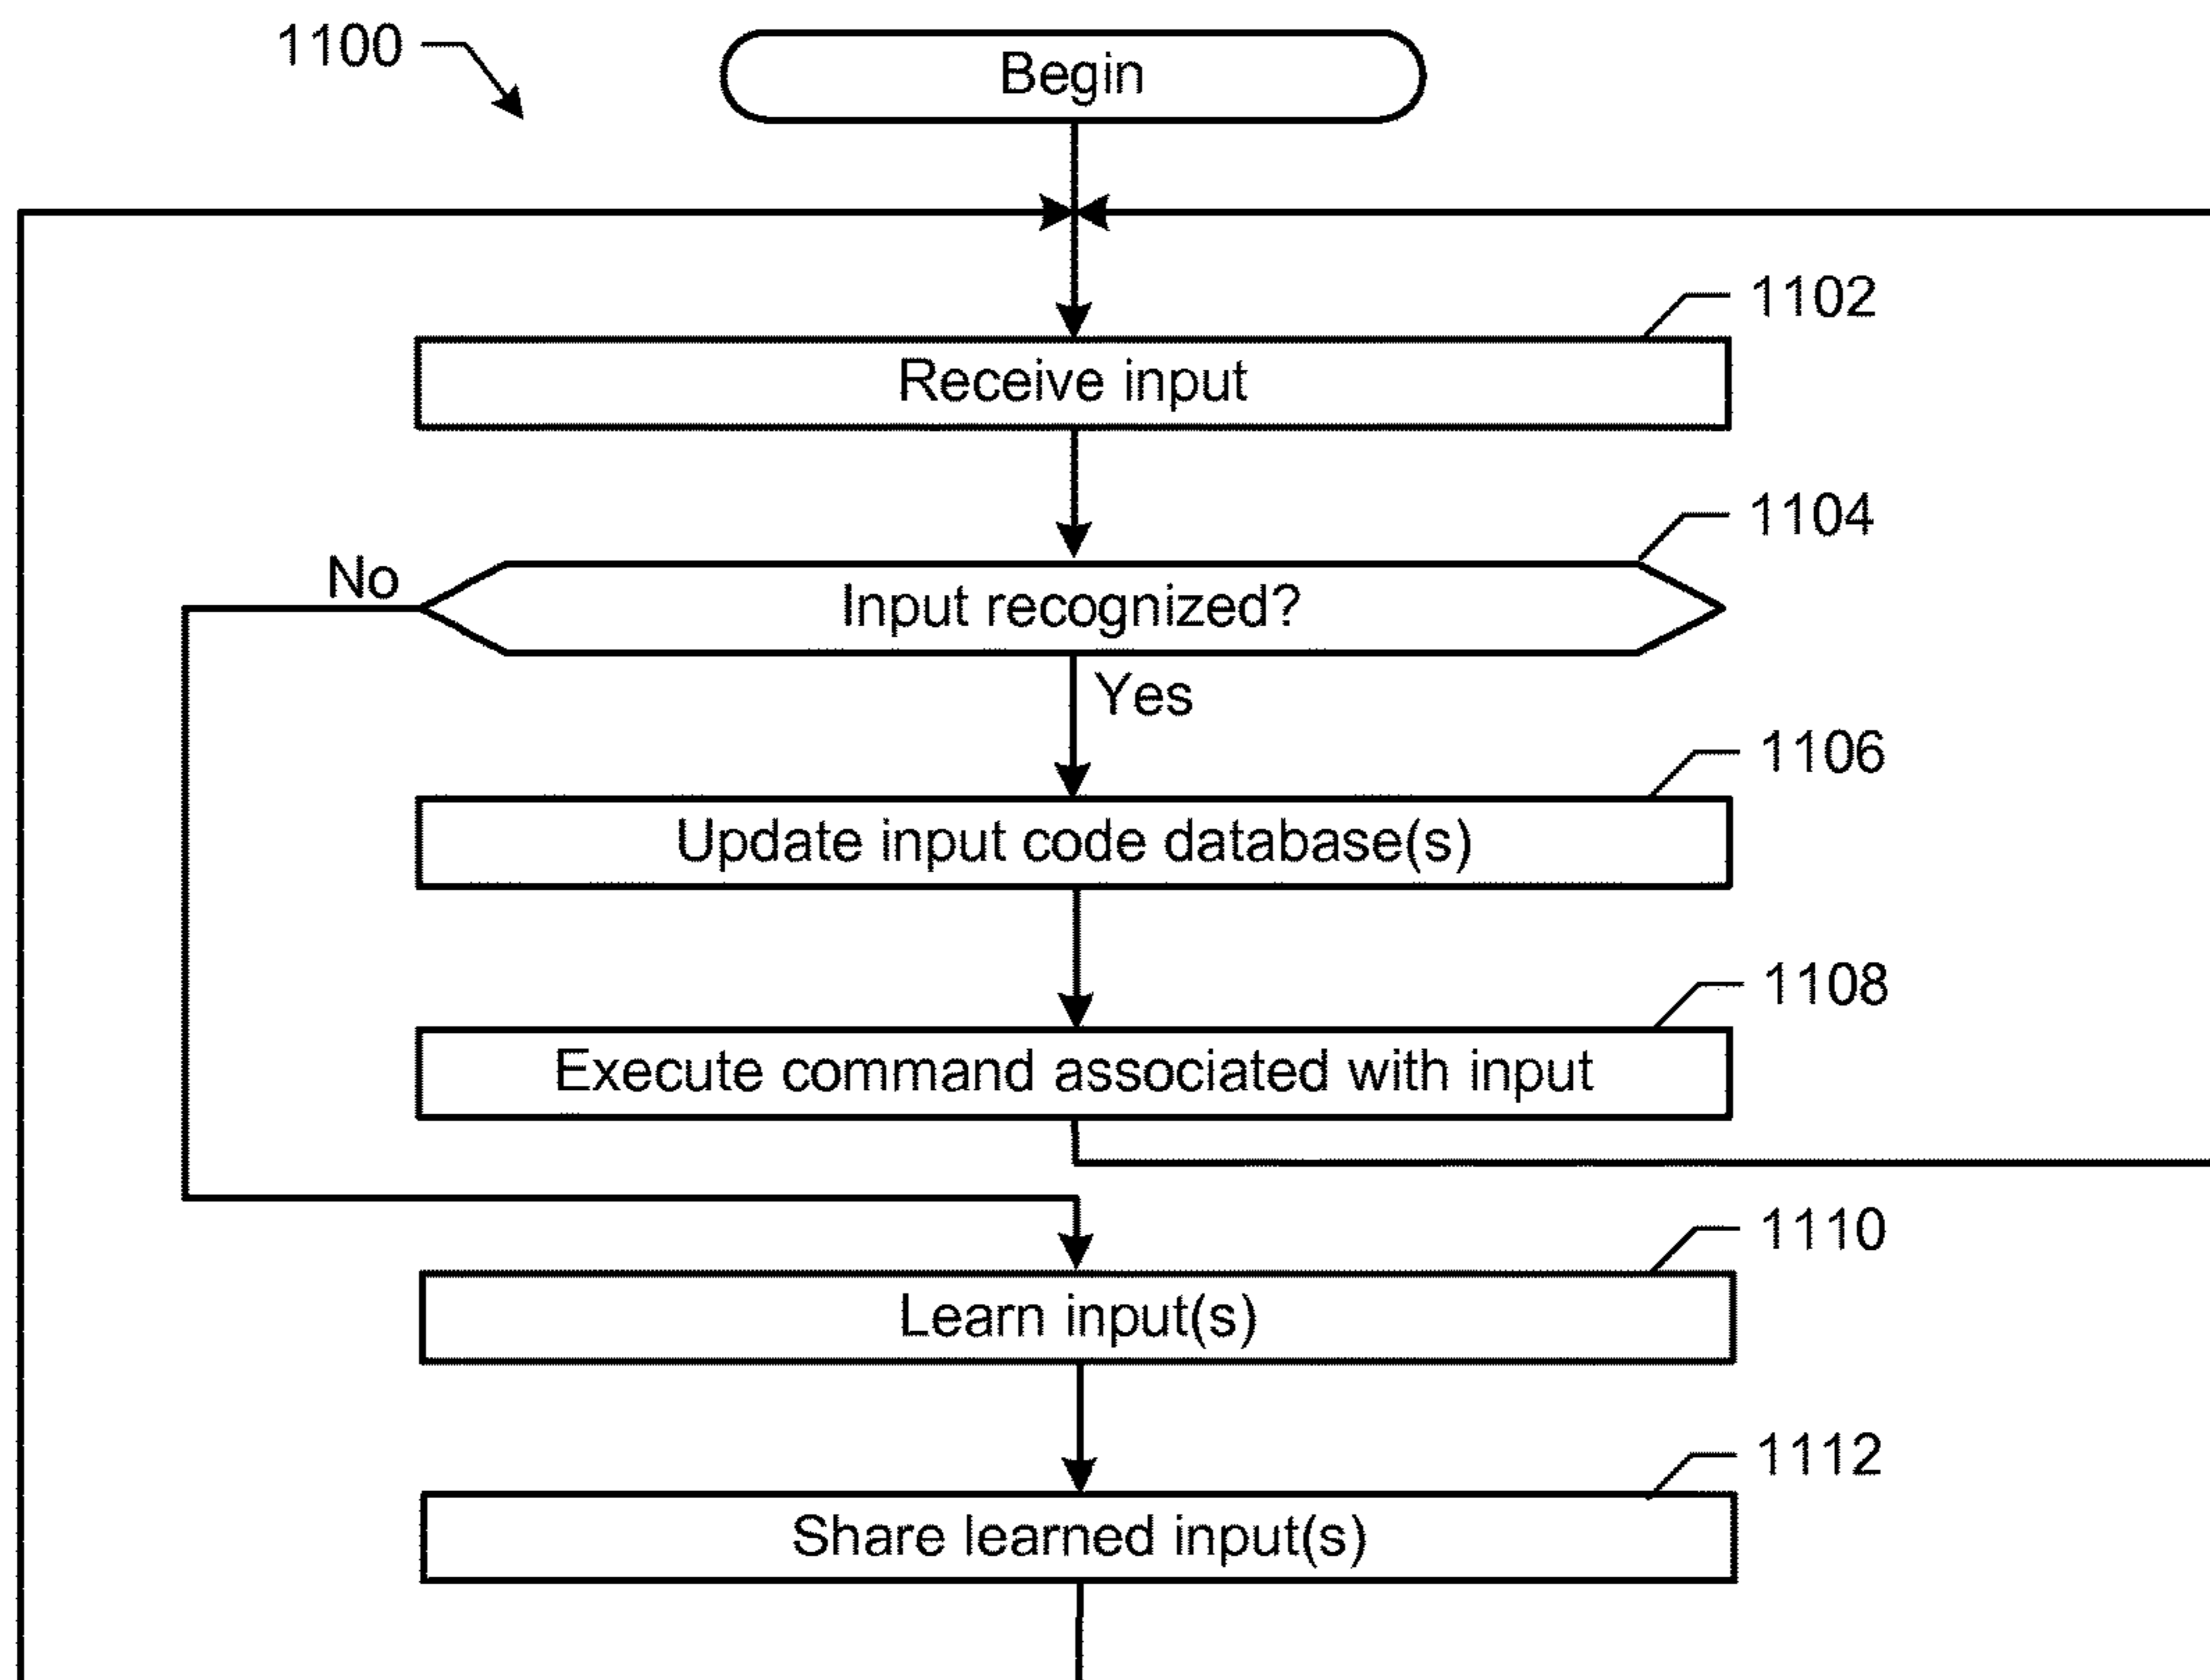 1100
Begin
1102
Receive input
1104
No
Input recognized?
Yes
1106
Update input code database(s)
1108
Execute command associated with input
1110
Learn input(s)
1112
Share learned input(s)